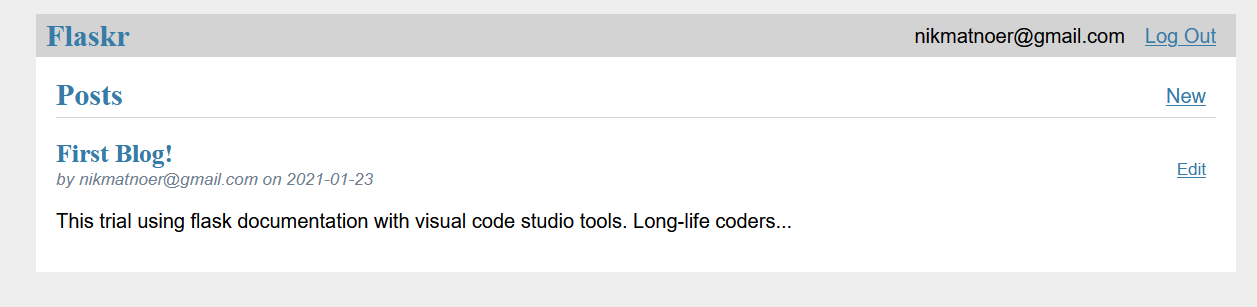 Flaskr nikmatnoer@gmail.com Log Out
Posts New
First Blog!
by nikmatnoer@gmail.com on 2021-01-23
Edit
This trial using flask documentation with visual code studio tools. Long-life coders...